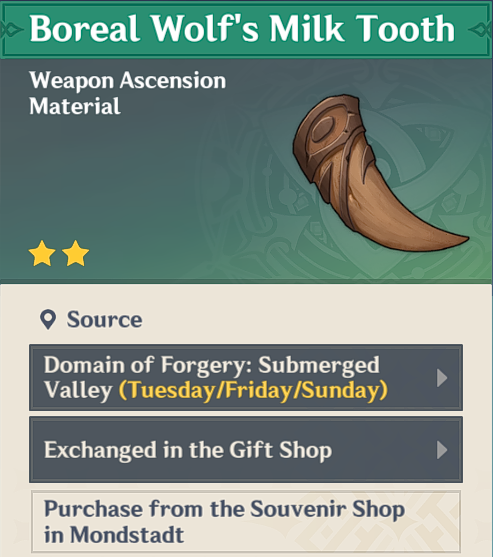 Boreal Wolf's Milk Tooth
Weapon Ascension
Material
Source
Domain of Forgery: Submerged
Valley (Tuesday/Friday/Sunday)
Exchanged in the Gift Shop
Purchase from the Souvenir Shop
in Mondstadt